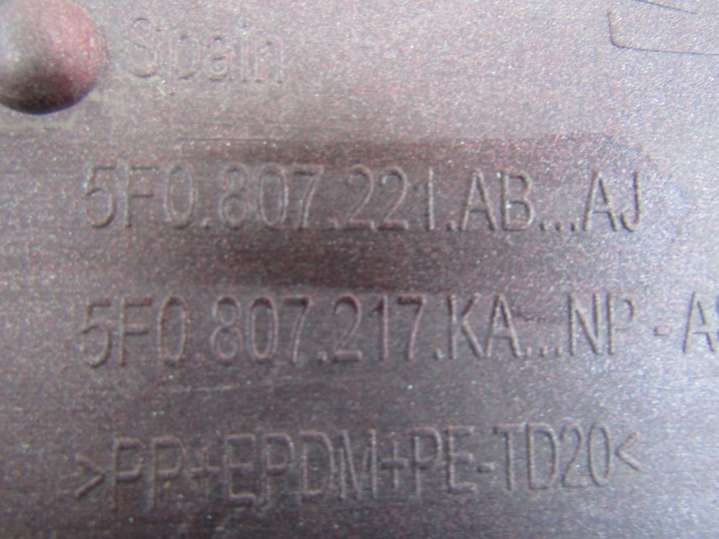 Spain
5F0.807.221.AB...AJ
5F0.807.217.KA...NP - A
>PP+EPDM+PE-TD20<